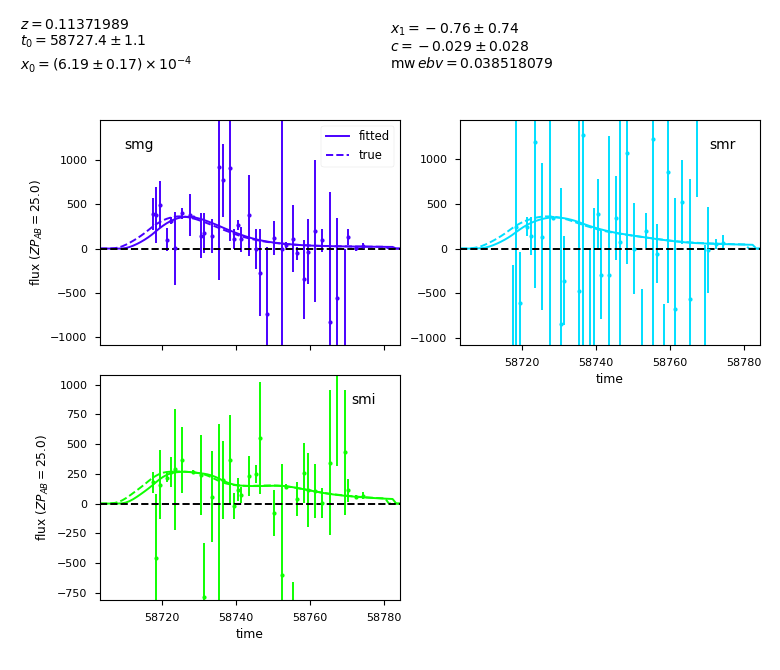 z = 0.11371989
t₀ = 58727.4 ± 1.1
x₀ = (6.19 ± 0.17) × 10⁻⁴
x₁ = −0.76 ± 0.74
c = −0.029 ± 0.028
mw ebv = 0.038518079
smg
fitted
true
1000
500
0
−500
−1000
flux (ZP_AB = 25.0)
smr
1000
500
0
−500
−1000
58720 58740 58760 58780
time
smi
1000
750
500
250
0
−250
−500
−750
flux (ZP_AB = 25.0)
58720 58740 58760 58780
time